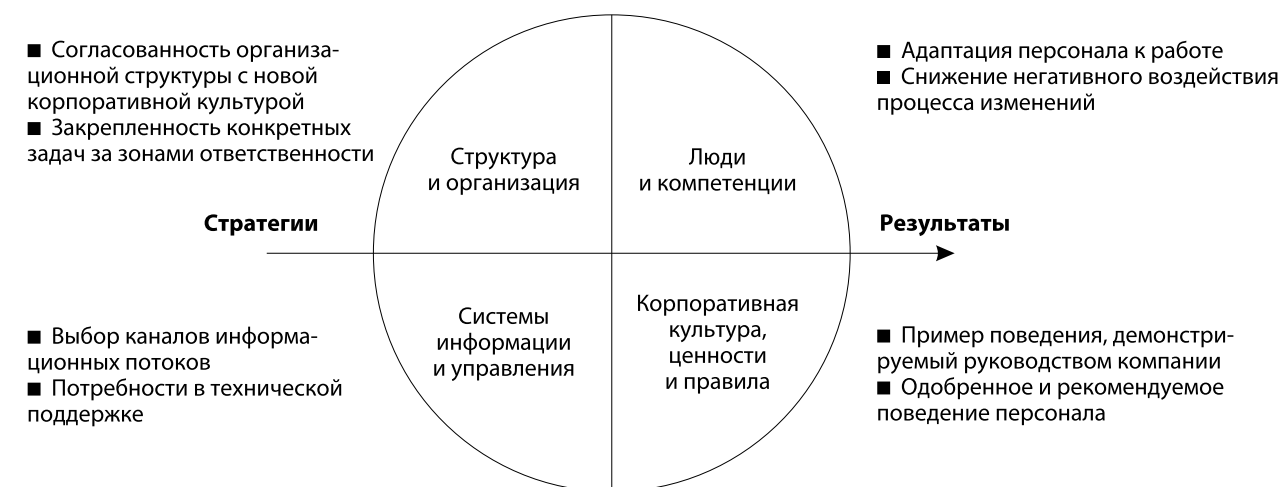 ■ Согласованность организа-
ционной структуры с новой
корпоративной культурой
■ Закрепленность конкретных
задач за зонами ответственности
■ Адаптация персонала к работе
■ Снижение негативного воздействия
процесса изменений
Структура
и организация
Люди
и компетенции
Стратегии
Результаты
Системы
информации
и управления
Корпоративная
культура,
ценности
и правила
■ Выбор каналов информа-
ционных потоков
■ Потребности в технической
поддержке
■ Пример поведения, демонстри-
руемый руководством компании
■ Одобренное и рекомендуемое
поведение персонала